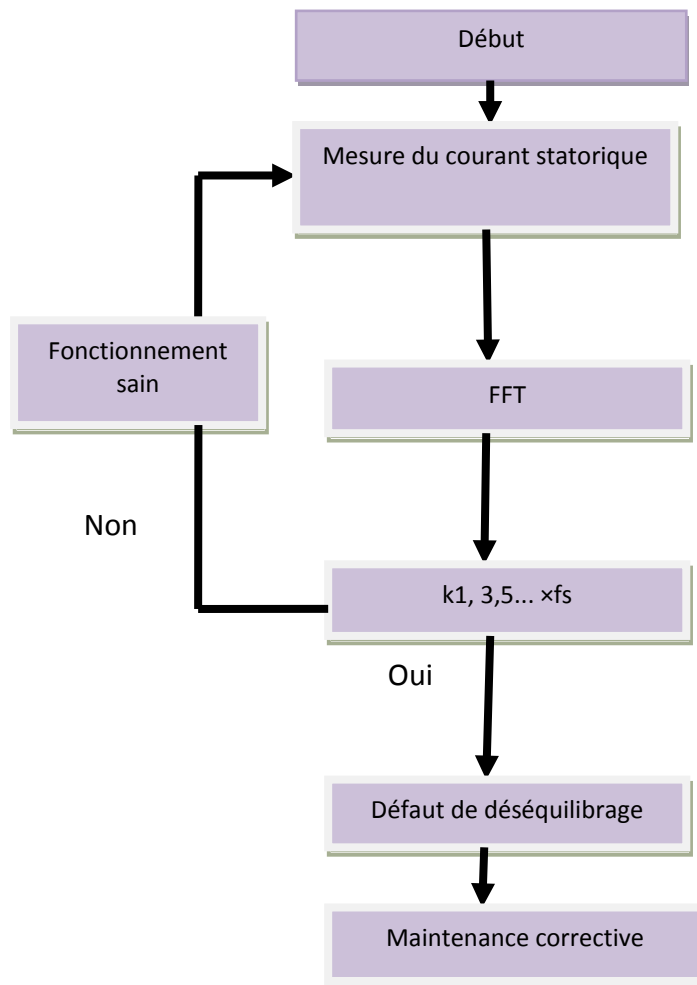 Début
Mesure du courant statorique
Fonctionnement
sain
FFT
Non
k1, 3,5... ×fs
Oui
Défaut de déséquilibrage
Maintenance corrective